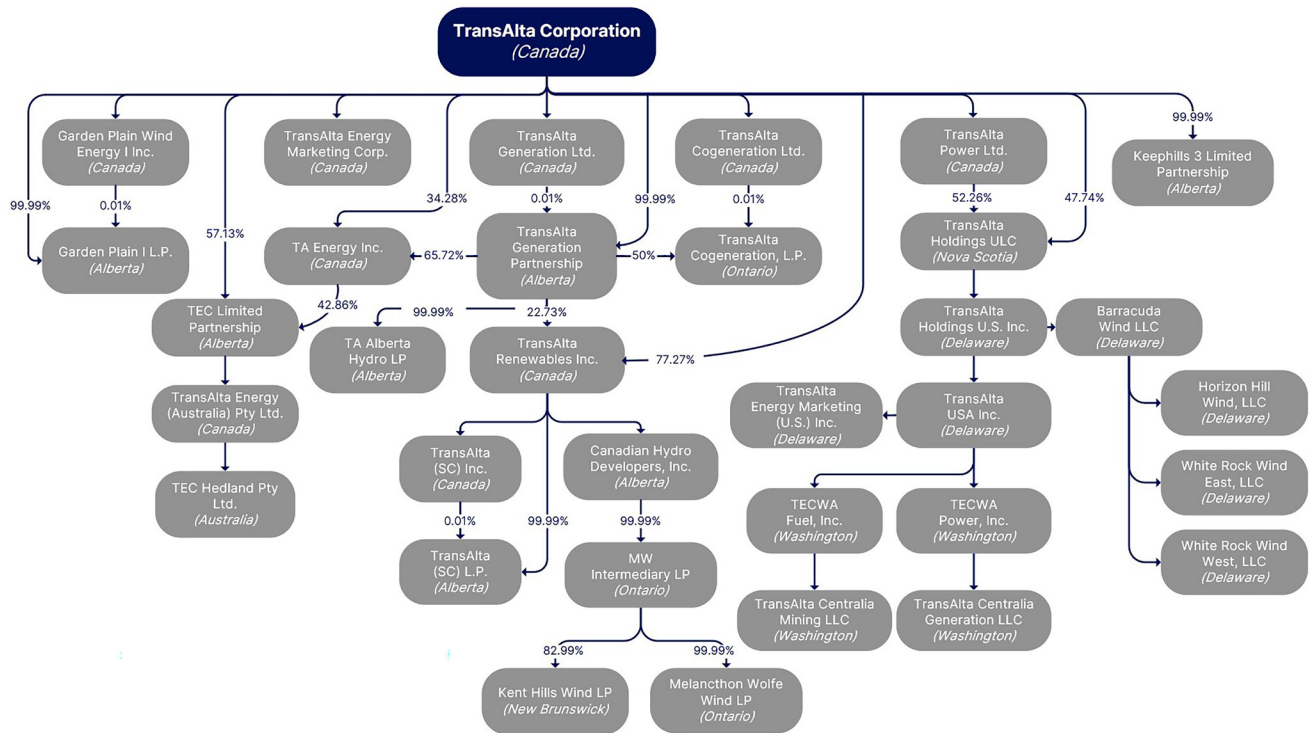 TransAlta Corporation
(Canada)
Garden Plain Wind
Energy I Inc.
(Canada)
TransAlta Energy
Marketing Corp.
(Canada)
TransAlta
Generation Ltd.
(Canada)
TransAlta
Cogeneration Ltd.
(Canada)
TransAlta
Power Ltd.
(Canada)
99.99%
Keephills 3 Limited
Partnership
(Alberta)
99.99%
0.01%
57.13%
34.28%
0.01%
99.99%
0.01%
52.26%
47.74%
Garden Plain I L.P.
(Alberta)
TA Energy Inc.
(Canada)
65.72%
TransAlta
Generation
Partnership
(Alberta)
50%
TransAlta
Cogeneration, L.P.
(Ontario)
TransAlta
Holdings ULC
(Nova Scotia)
42.86%
99.99%
22.73%
77.27%
TEC Limited
Partnership
(Alberta)
TA Alberta
Hydro LP
(Alberta)
TransAlta
Renewables Inc.
(Canada)
TransAlta
Holdings U.S. Inc.
(Delaware)
Barracuda
Wind LLC
(Delaware)
TransAlta Energy
(Australia) Pty Ltd.
(Canada)
TransAlta
Energy Marketing
(U.S.) Inc.
(Delaware)
TransAlta
USA Inc.
(Delaware)
Horizon Hill
Wind, LLC
(Delaware)
TEC Hedland Pty
Ltd.
(Australia)
TransAlta
(SC) Inc.
(Canada)
Canadian Hydro
Developers, Inc.
(Alberta)
White Rock Wind
East, LLC
(Delaware)
0.01%
99.99%
99.99%
TECWA
Fuel, Inc.
(Washington)
TECWA
Power, Inc.
(Washington)
TransAlta
(SC) L.P.
(Alberta)
MW
Intermediary LP
(Ontario)
White Rock Wind
West, LLC
(Delaware)
TransAlta Centralia
Mining LLC
(Washington)
TransAlta Centralia
Generation LLC
(Washington)
82.99%
99.99%
Kent Hills Wind LP
(New Brunswick)
Melancthon Wolfe
Wind LP
(Ontario)